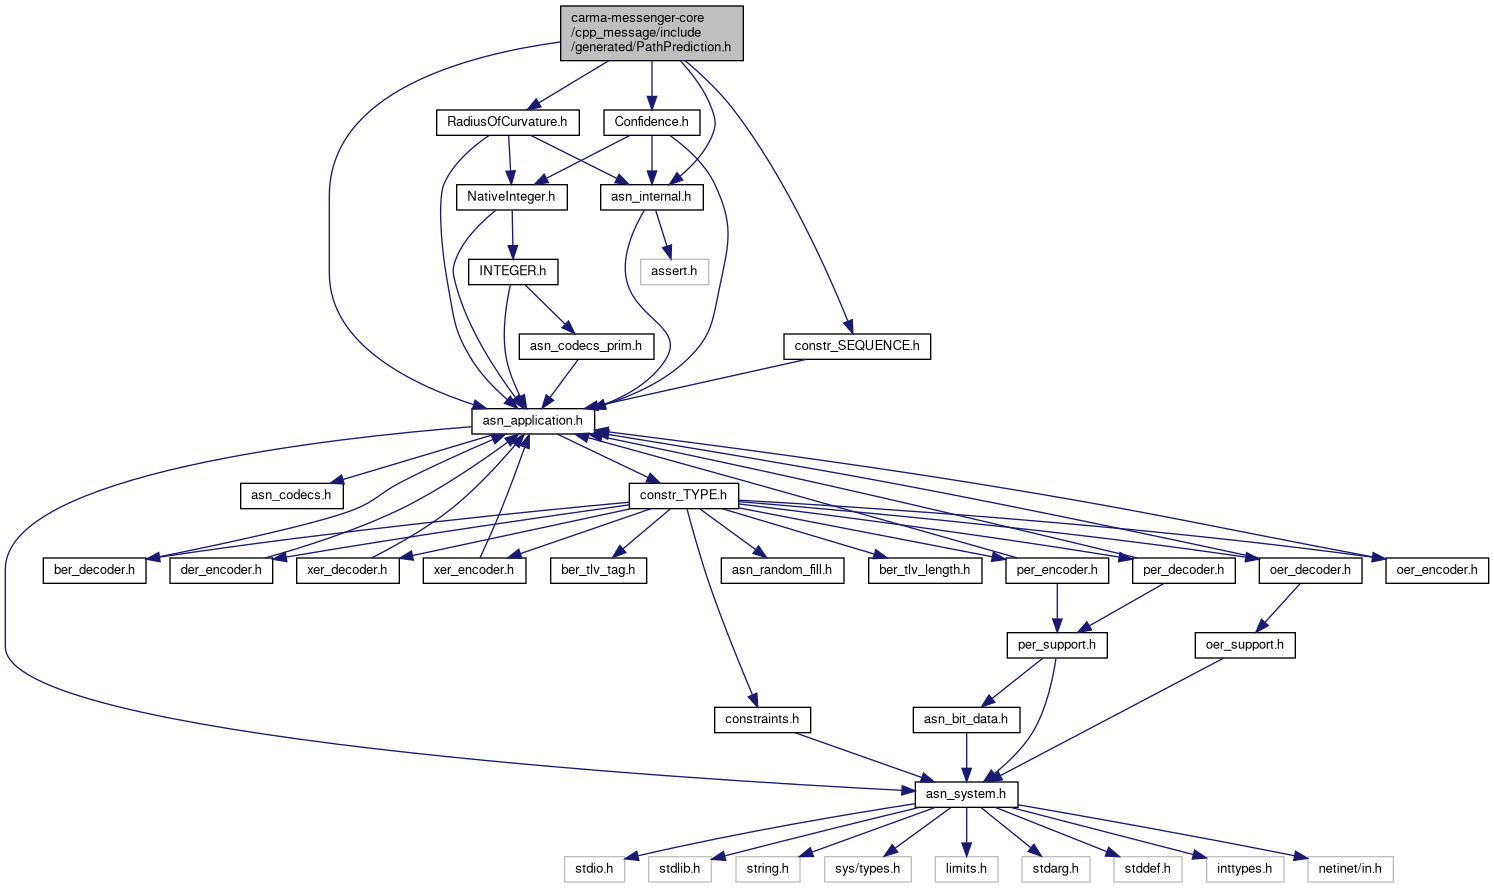 carma-messenger-core
/cpp_message/include
/generated/PathPrediction.h
RadiusOfCurvature.h
Confidence.h
NativeInteger.h
asn_internal.h
INTEGER.h
assert.h
asn_codecs_prim.h
constr_SEQUENCE.h
asn_application.h
asn_codecs.h
constr_TYPE.h
ber_decoder.h
der_encoder.h
xer_decoder.h
xer_encoder.h
ber_tlv_tag.h
asn_random_fill.h
ber_tlv_length.h
per_encoder.h
per_decoder.h
oer_decoder.h
oer_encoder.h
per_support.h
oer_support.h
constraints.h
asn_bit_data.h
asn_system.h
stdio.h
stdlib.h
string.h
sys/types.h
limits.h
stdarg.h
stddef.h
inttypes.h
netinet/in.h